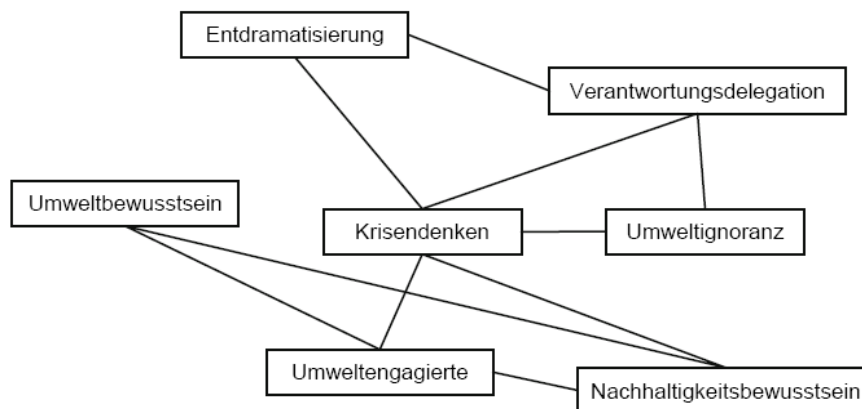 Entdramatisierung
Verantwortungsdelegation
Umweltbewusstsein
Krisendenken
Umweltignoranz
Umweltengagierte
Nachhaltigkeitsbewusstsein